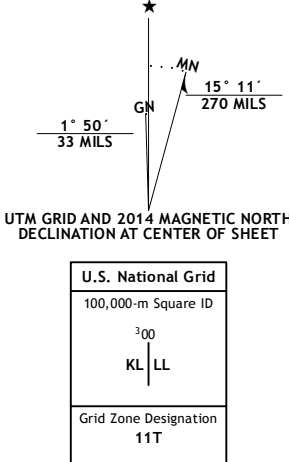 ★
MN
GN
15° 11´
270 MILS
1° 50´
33 MILS
UTM GRID AND 2014 MAGNETIC NORTH
DECLINATION AT CENTER OF SHEET
U.S. National Grid
100,000-m Square ID
³00
KL LL
Grid Zone Designation
11T